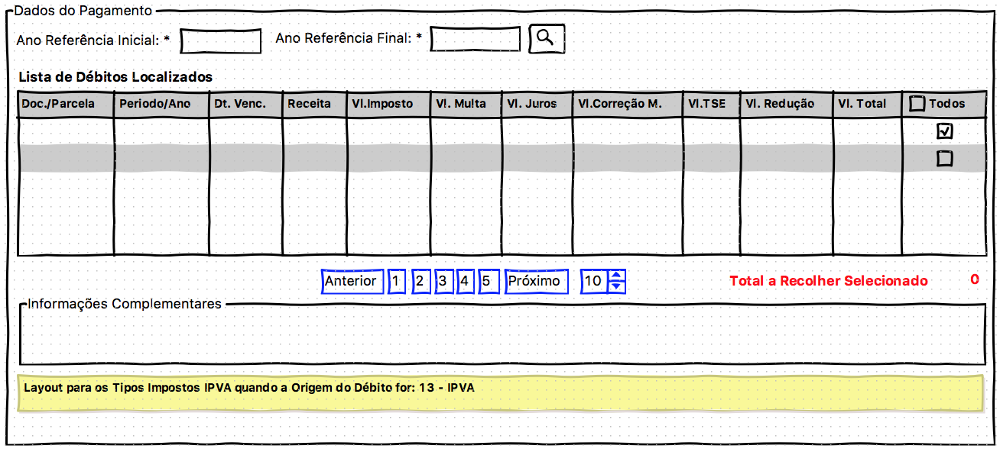 Dados do Pagamento
Ano Referência Inicial: * Ano Referência Final: *
Lista de Débitos Localizados
Doc./Parcela Periodo/Ano Dt. Venc. Receita Vl.Imposto Vl. Multa Vl. Juros Vl.Correção M. Vl.TSE Vl. Redução Vl. Total Todos
Anterior 1 2 3 4 5 Próximo 10 Total a Recolher Selecionado 0
Informações Complementares
Layout para os Tipos Impostos IPVA quando a Origem do Débito for: 13 - IPVA